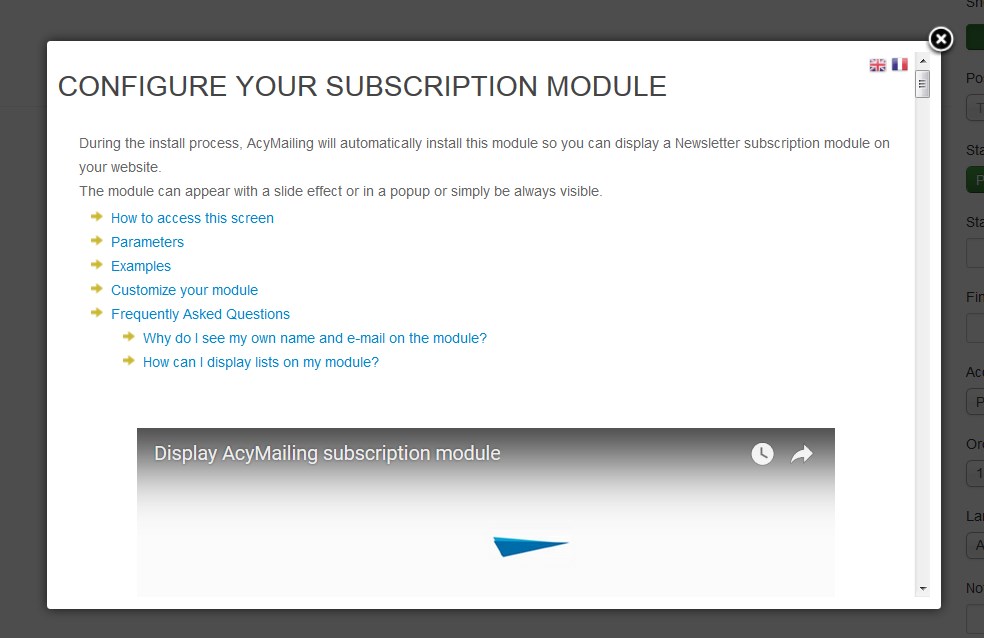 CONFIGURE YOUR SUBSCRIPTION MODULE
During the install process, AcyMailing will automatically install this module so you can display a Newsletter subscription module on
your website.
The module can appear with a slide effect or in a popup or simply be always visible.
How to access this screen
Parameters
Examples
Customize your module
Frequently Asked Questions
Why do I see my own name and e-mail on the module?
How can I display lists on my module?
Display AcyMailing subscription module